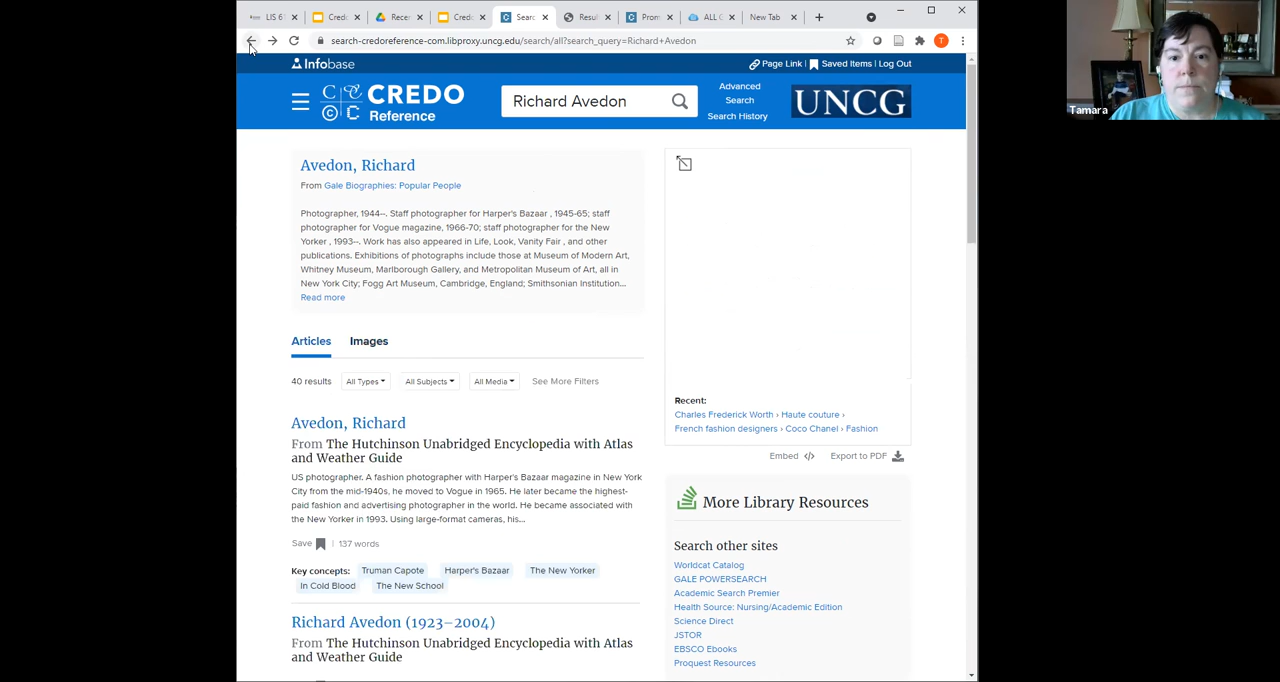 LIS 6
Credo
Recen
Credo
Searc
Resul
Prom
ALL C
New Tab
search-credoreference-com.libproxy.uncg.edu/search/all?search_query=Richard+Avedon
T
Infobase
Page Link | Saved Items | Log Out
CREDO
Reference
Richard Avedon
Advanced
Search
Search History
UNCG
Tamara
Avedon, Richard
From Gale Biographies: Popular People
Photographer, 1944--. Staff photographer for Harper's Bazaar , 1945-65; staff
photographer for Vogue magazine, 1966-70; staff photographer for the New
Yorker , 1993--. Work has also appeared in Life, Look, Vanity Fair , and other
publications. Exhibitions of photographs include those at Museum of Modern Art,
Whitney Museum, Marlborough Gallery, and Metropolitan Museum of Art, all in
New York City; Fogg Art Museum, Cambridge, England; Smithsonian Institution...
Read more
Articles Images
40 results All Types All Subjects All Media See More Filters
Avedon, Richard
From The Hutchinson Unabridged Encyclopedia with Atlas
and Weather Guide
US photographer. A fashion photographer with Harper's Bazaar magazine in New York
City from the mid-1940s, he moved to Vogue in 1965. He later became the highest-
paid fashion and advertising photographer in the world. He became associated with
the New Yorker in 1993. Using large-format cameras, his...
Save | 137 words
Key concepts: Truman Capote Harper's Bazaar The New Yorker
In Cold Blood The New School
Richard Avedon (1923–2004)
From The Hutchinson Unabridged Encyclopedia with Atlas
and Weather Guide
Recent:
Charles Frederick Worth › Haute couture ›
French fashion designers › Coco Chanel › Fashion
Embed </> Export to PDF
More Library Resources
Search other sites
Worldcat Catalog
GALE POWERSEARCH
Academic Search Premier
Health Source: Nursing/Academic Edition
Science Direct
JSTOR
EBSCO Ebooks
Proquest Resources